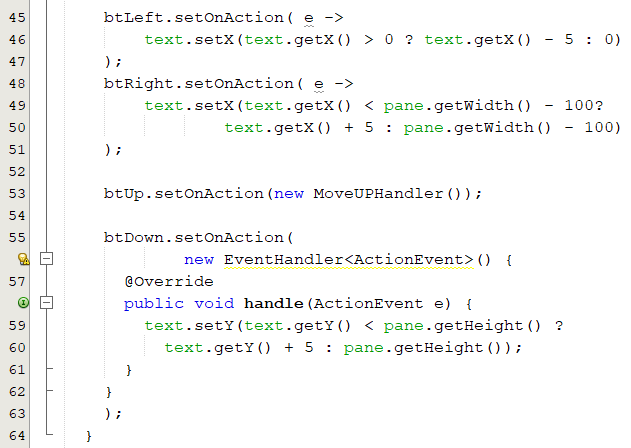 45 btLeft.setOnAction( e ->
46 text.setX(text.getX() > 0 ? text.getX() - 5 : 0)
47 );
48 btRight.setOnAction( e ->
49 text.setX(text.getX() < pane.getWidth() - 100?
50 text.getX() + 5 : pane.getWidth() - 100)
51 );
52
53 btUp.setOnAction(new MoveUPHandler());
54
55 btDown.setOnAction(
new EventHandler<ActionEvent>() {
57 @Override
public void handle(ActionEvent e) {
59 text.setY(text.getY() < pane.getHeight() ?
60 text.getY() + 5 : pane.getHeight());
61 }
62 }
63 );
64 }